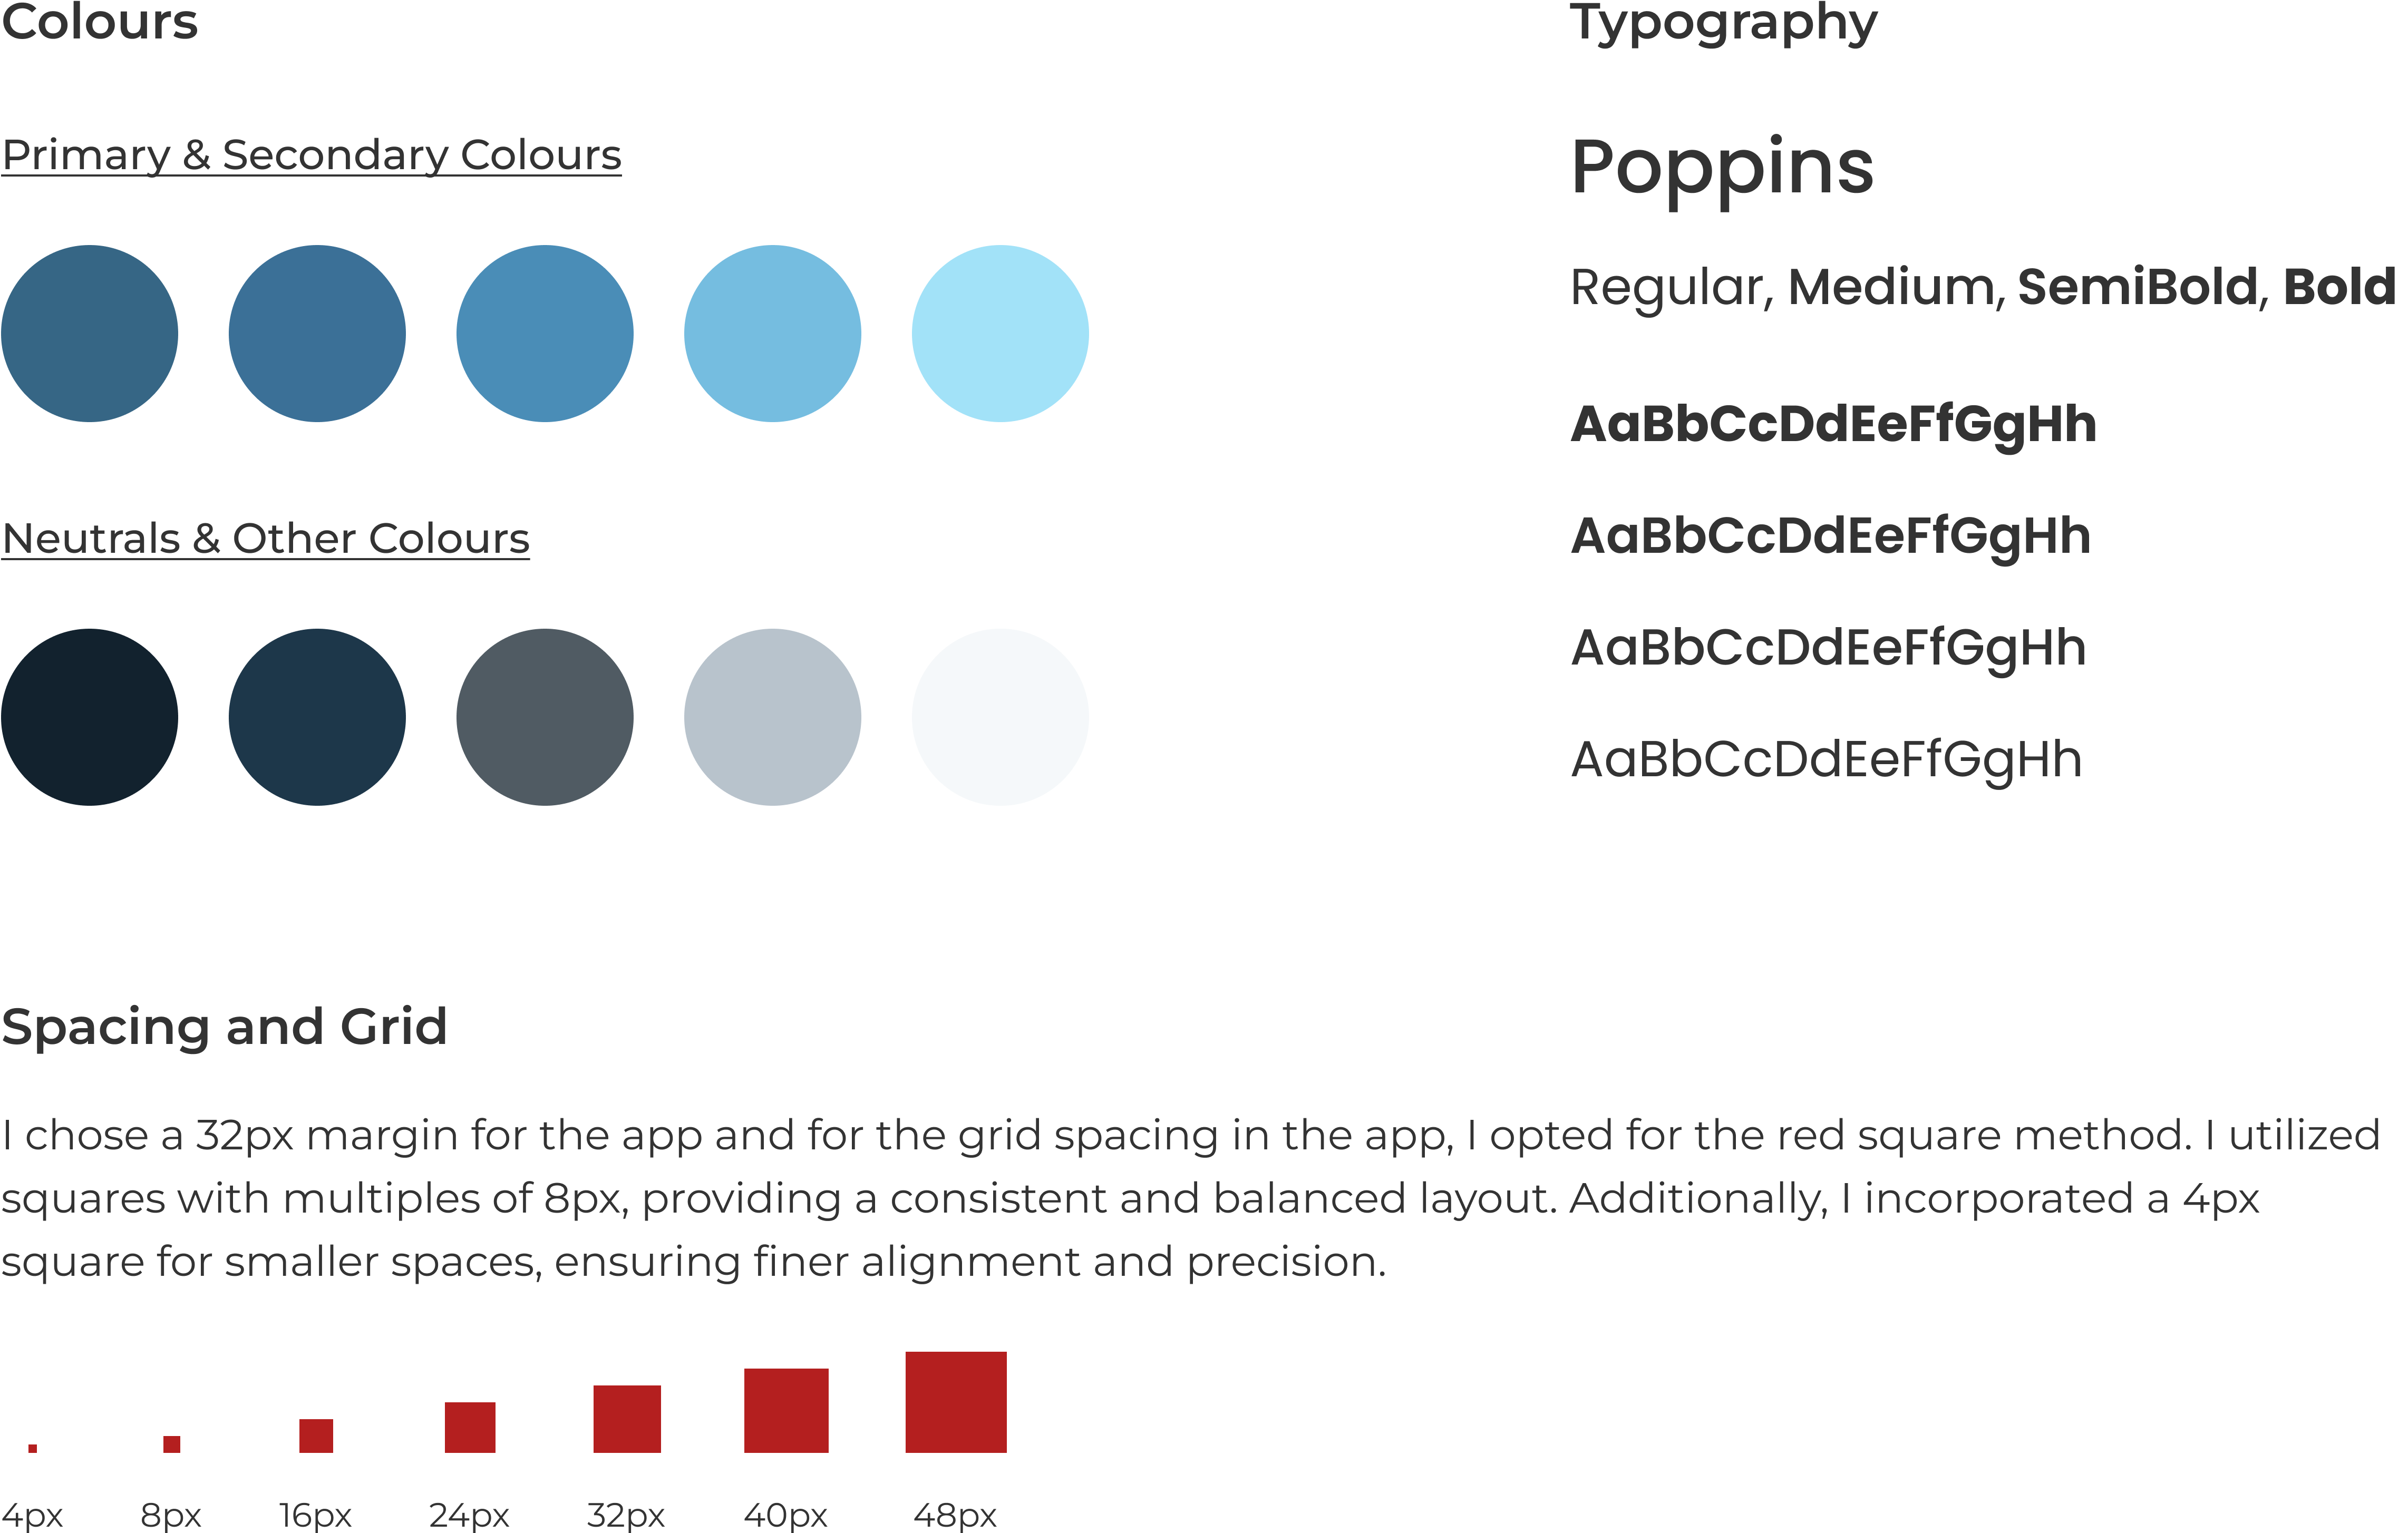 Colours
Primary & Secondary Colours
Neutrals & Other Colours
Typography
Poppins
Regular, Medium, SemiBold, Bold
AaBbCcDdEeFfGgHh
AaBbCcDdEeFfGgHh
AaBbCcDdEeFfGgHh
AaBbCcDdEeFfGgHh
Spacing and Grid
I chose a 32px margin for the app and for the grid spacing in the app, I opted for the red square method. I utilized
squares with multiples of 8px, providing a consistent and balanced layout. Additionally, I incorporated a 4px
square for smaller spaces, ensuring finer alignment and precision.
4px 8px 16px 24px 32px 40px 48px